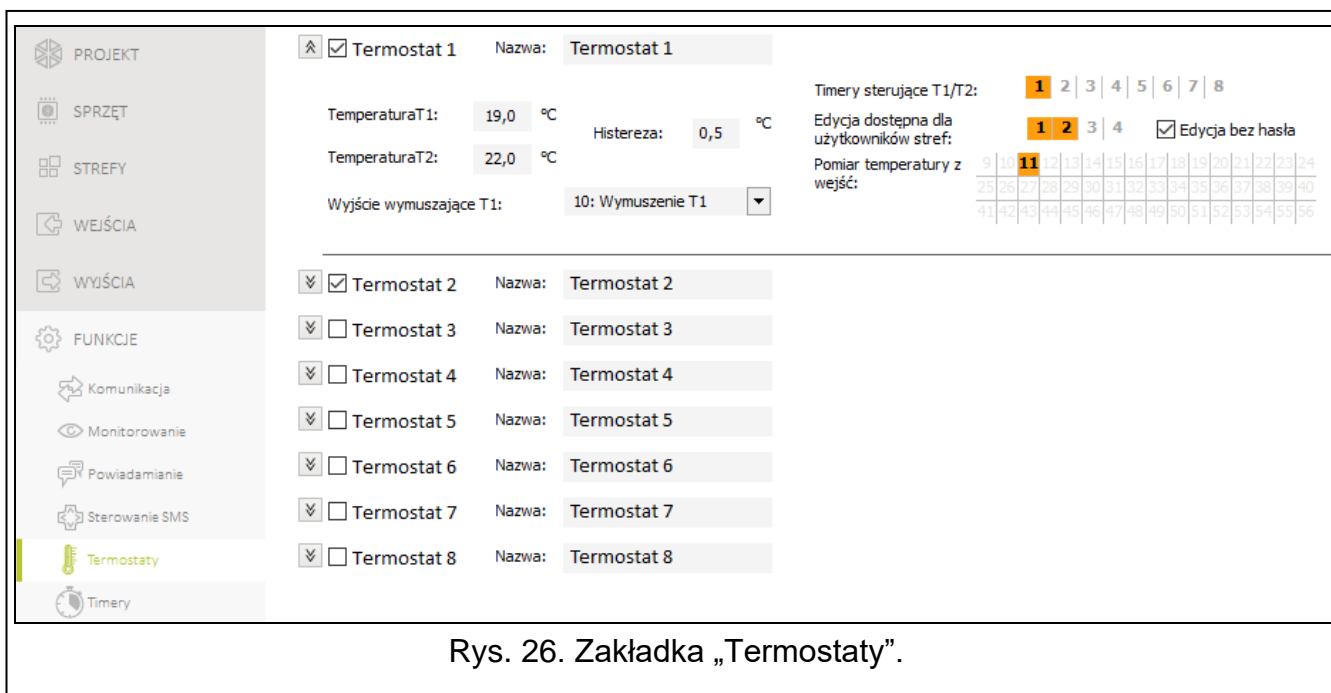 PROJEKT
SPRZĘT
STREFY
WEJŚCIA
WYJŚCIA
FUNKCJE
Komunikacja
Monitorowanie
Powiadamianie
Sterowanie SMS
Termostaty
Timery
Termostat 1 Nazwa: Termostat 1
TemperaturaT1: 19,0 ºC
TemperaturaT2: 22,0 ºC
Histereza: 0,5 ºC
Wyjście wymuszające T1: 10: Wymuszenie T1
Timery sterujące T1/T2: 1 2 3 4 5 6 7 8
Edycja dostępna dla
użytkowników stref: 1 2 3 4 Edycja bez hasła
Pomiar temperatury z
wejść:
9 10 11 12 13 14 15 16 17 18 19 20 21 22 23 24
25 26 27 28 29 30 31 32 33 34 35 36 37 38 39 40
41 42 43 44 45 46 47 48 49 50 51 52 53 54 55 56
Termostat 2 Nazwa: Termostat 2
Termostat 3 Nazwa: Termostat 3
Termostat 4 Nazwa: Termostat 4
Termostat 5 Nazwa: Termostat 5
Termostat 6 Nazwa: Termostat 6
Termostat 7 Nazwa: Termostat 7
Termostat 8 Nazwa: Termostat 8
Rys. 26. Zakładka „Termostaty”.